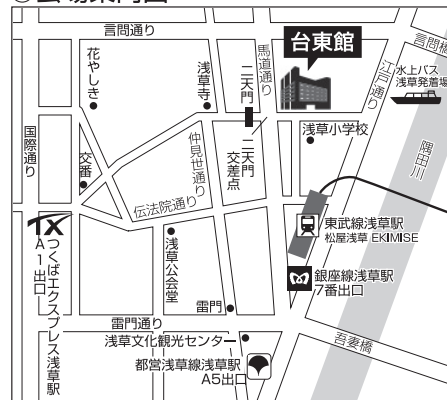 言問通り
台東館
言問橋
花やしき
浅草寺
二天門
馬道通り
江戸通り
水上バス
浅草発着場
国際通り
交番
仲見世通り
二天門
交差点
浅草小学校
隅田川
伝法院通り
TX
つくばエクスプレス浅草駅
A1出口
浅草公会堂
東武線浅草駅
松屋浅草 EKIMISE
銀座線浅草駅
7番出口
雷門
雷門通り
浅草文化観光センター
吾妻橋
都営浅草線浅草駅
A5出口